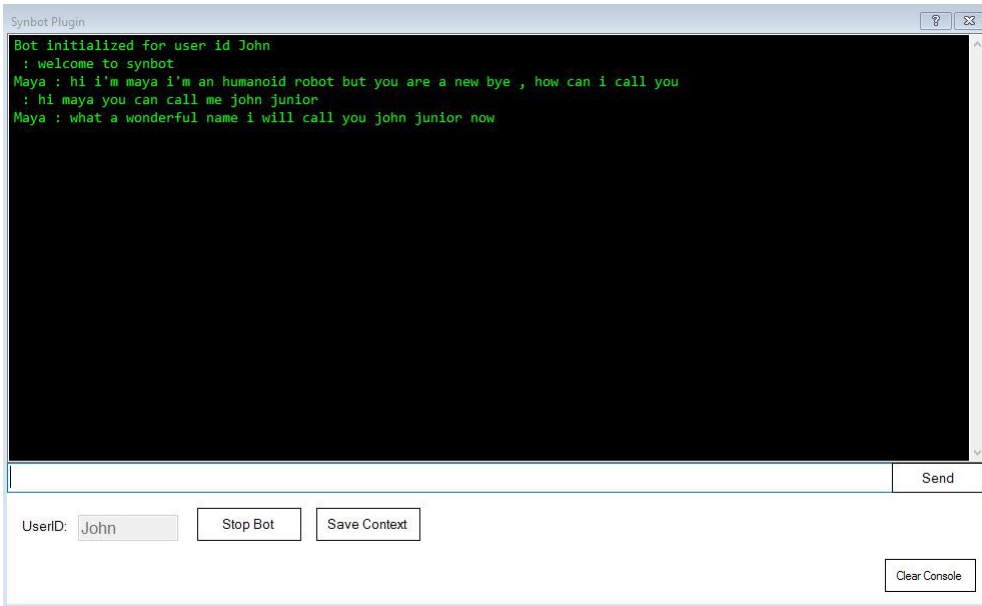 Synbot Plugin
Bot initialized for user id John
: welcome to synbot
Maya : hi i'm maya i'm an humanoid robot but you are a new bye , how can i call you
: hi maya you can call me john junior
Maya : what a wonderful name i will call you john junior now
Send
UserID: John Stop Bot Save Context
Clear Console